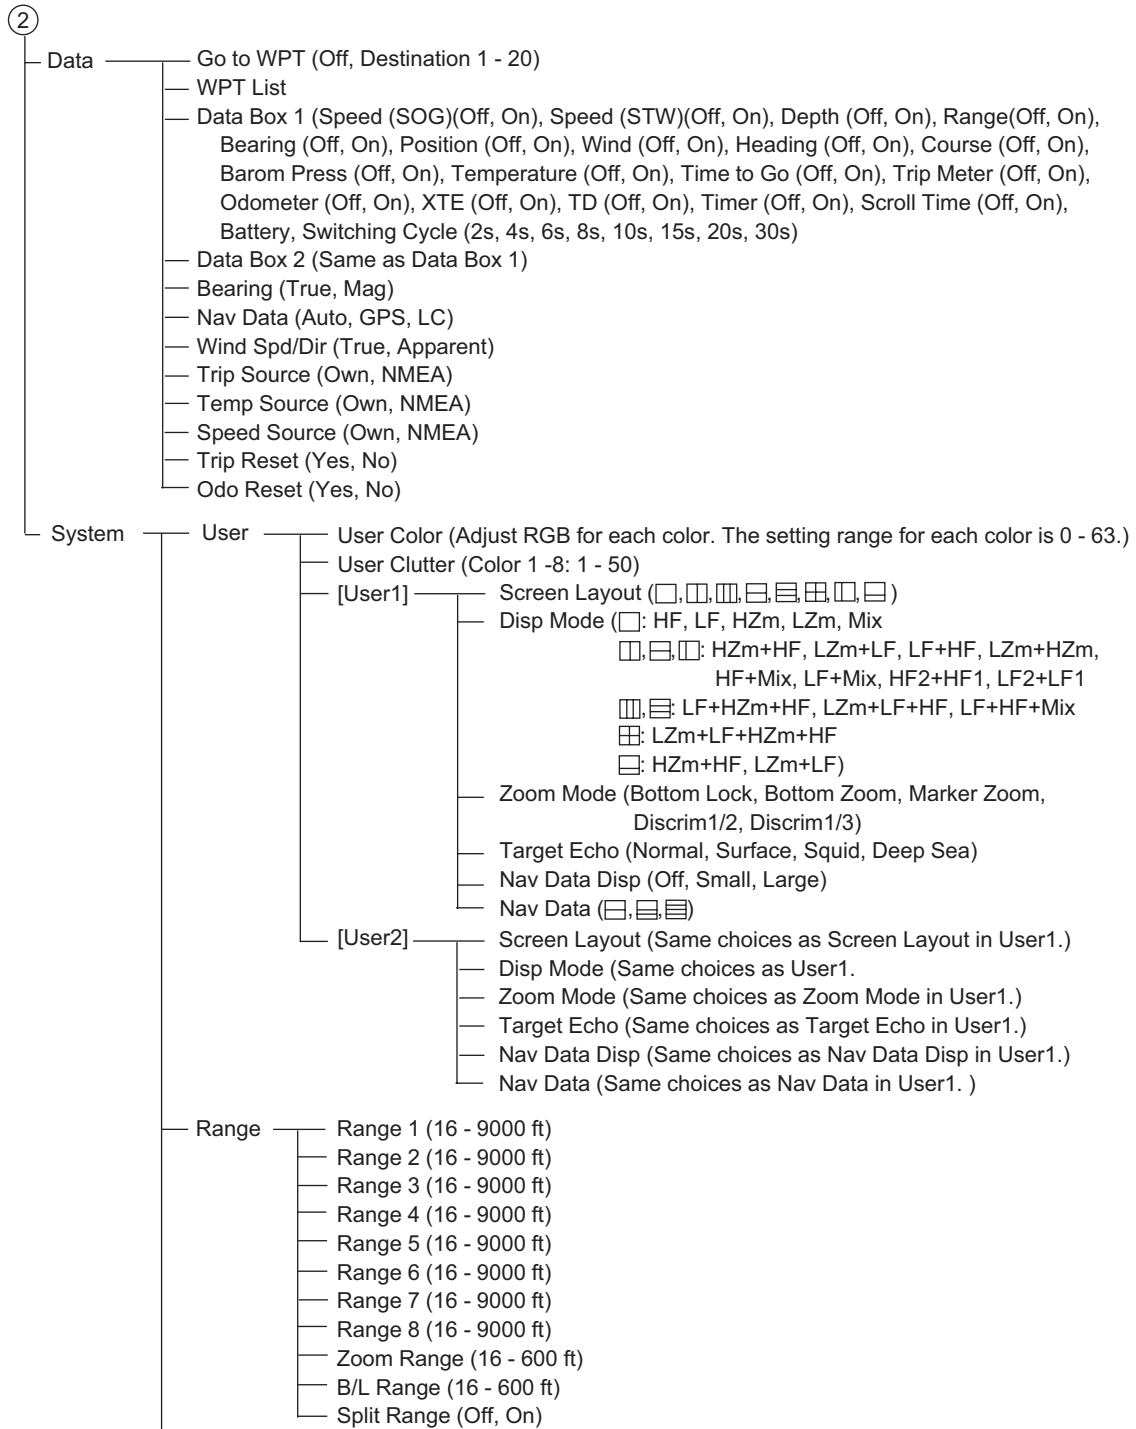 2
Data
Go to WPT (Off, Destination 1 - 20)
WPT List
Data Box 1 (Speed (SOG)(Off, On), Speed (STW)(Off, On), Depth (Off, On), Range(Off, On),
Bearing (Off, On), Position (Off, On), Wind (Off, On), Heading (Off, On), Course (Off, On),
Barom Press (Off, On), Temperature (Off, On), Time to Go (Off, On), Trip Meter (Off, On),
Odometer (Off, On), XTE (Off, On), TD (Off, On), Timer (Off, On), Scroll Time (Off, On),
Battery, Switching Cycle (2s, 4s, 6s, 8s, 10s, 15s, 20s, 30s)
Data Box 2 (Same as Data Box 1)
Bearing (True, Mag)
Nav Data (Auto, GPS, LC)
Wind Spd/Dir (True, Apparent)
Trip Source (Own, NMEA)
Temp Source (Own, NMEA)
Speed Source (Own, NMEA)
Trip Reset (Yes, No)
Odo Reset (Yes, No)
System
User
User Color (Adjust RGB for each color. The setting range for each color is 0 - 63.)
User Clutter (Color 1 -8: 1 - 50)
[User1]
Screen Layout ( , , , , , , , )
Disp Mode ( : HF, LF, HZm, LZm, Mix
, , : HZm+HF, LZm+LF, LF+HF, LZm+HZm,
HF+Mix, LF+Mix, HF2+HF1, LF2+LF1
, : LF+HZm+HF, LZm+LF+HF, LF+HF+Mix
: LZm+LF+HZm+HF
: HZm+HF, LZm+LF)
Zoom Mode (Bottom Lock, Bottom Zoom, Marker Zoom,
Discrim1/2, Discrim1/3)
Target Echo (Normal, Surface, Squid, Deep Sea)
Nav Data Disp (Off, Small, Large)
Nav Data ( , , )
[User2]
Screen Layout (Same choices as Screen Layout in User1.)
Disp Mode (Same choices as User1.
Zoom Mode (Same choices as Zoom Mode in User1.)
Target Echo (Same choices as Target Echo in User1.)
Nav Data Disp (Same choices as Nav Data Disp in User1.)
Nav Data (Same choices as Nav Data in User1. )
Range
Range 1 (16 - 9000 ft)
Range 2 (16 - 9000 ft)
Range 3 (16 - 9000 ft)
Range 4 (16 - 9000 ft)
Range 5 (16 - 9000 ft)
Range 6 (16 - 9000 ft)
Range 7 (16 - 9000 ft)
Range 8 (16 - 9000 ft)
Zoom Range (16 - 600 ft)
B/L Range (16 - 600 ft)
Split Range (Off, On)